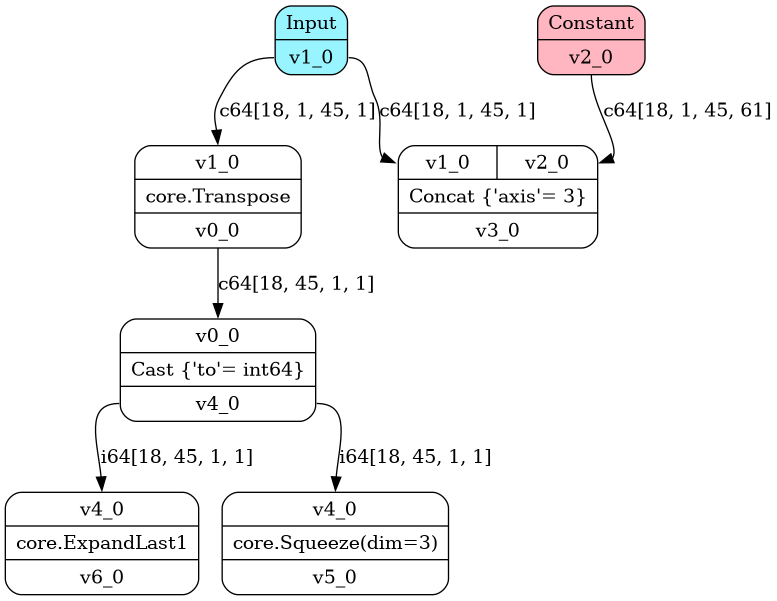 Input
v1_0
Constant
v2_0
c64[18, 1, 45, 1]
c64[18, 1, 45, 1]
c64[18, 1, 45, 61]
v1_0
core.Transpose
v0_0
v1_0 v2_0
Concat {'axis'= 3}
v3_0
c64[18, 45, 1, 1]
v0_0
Cast {'to'= int64}
v4_0
i64[18, 45, 1, 1]
i64[18, 45, 1, 1]
v4_0
core.ExpandLast1
v6_0
v4_0
core.Squeeze(dim=3)
v5_0